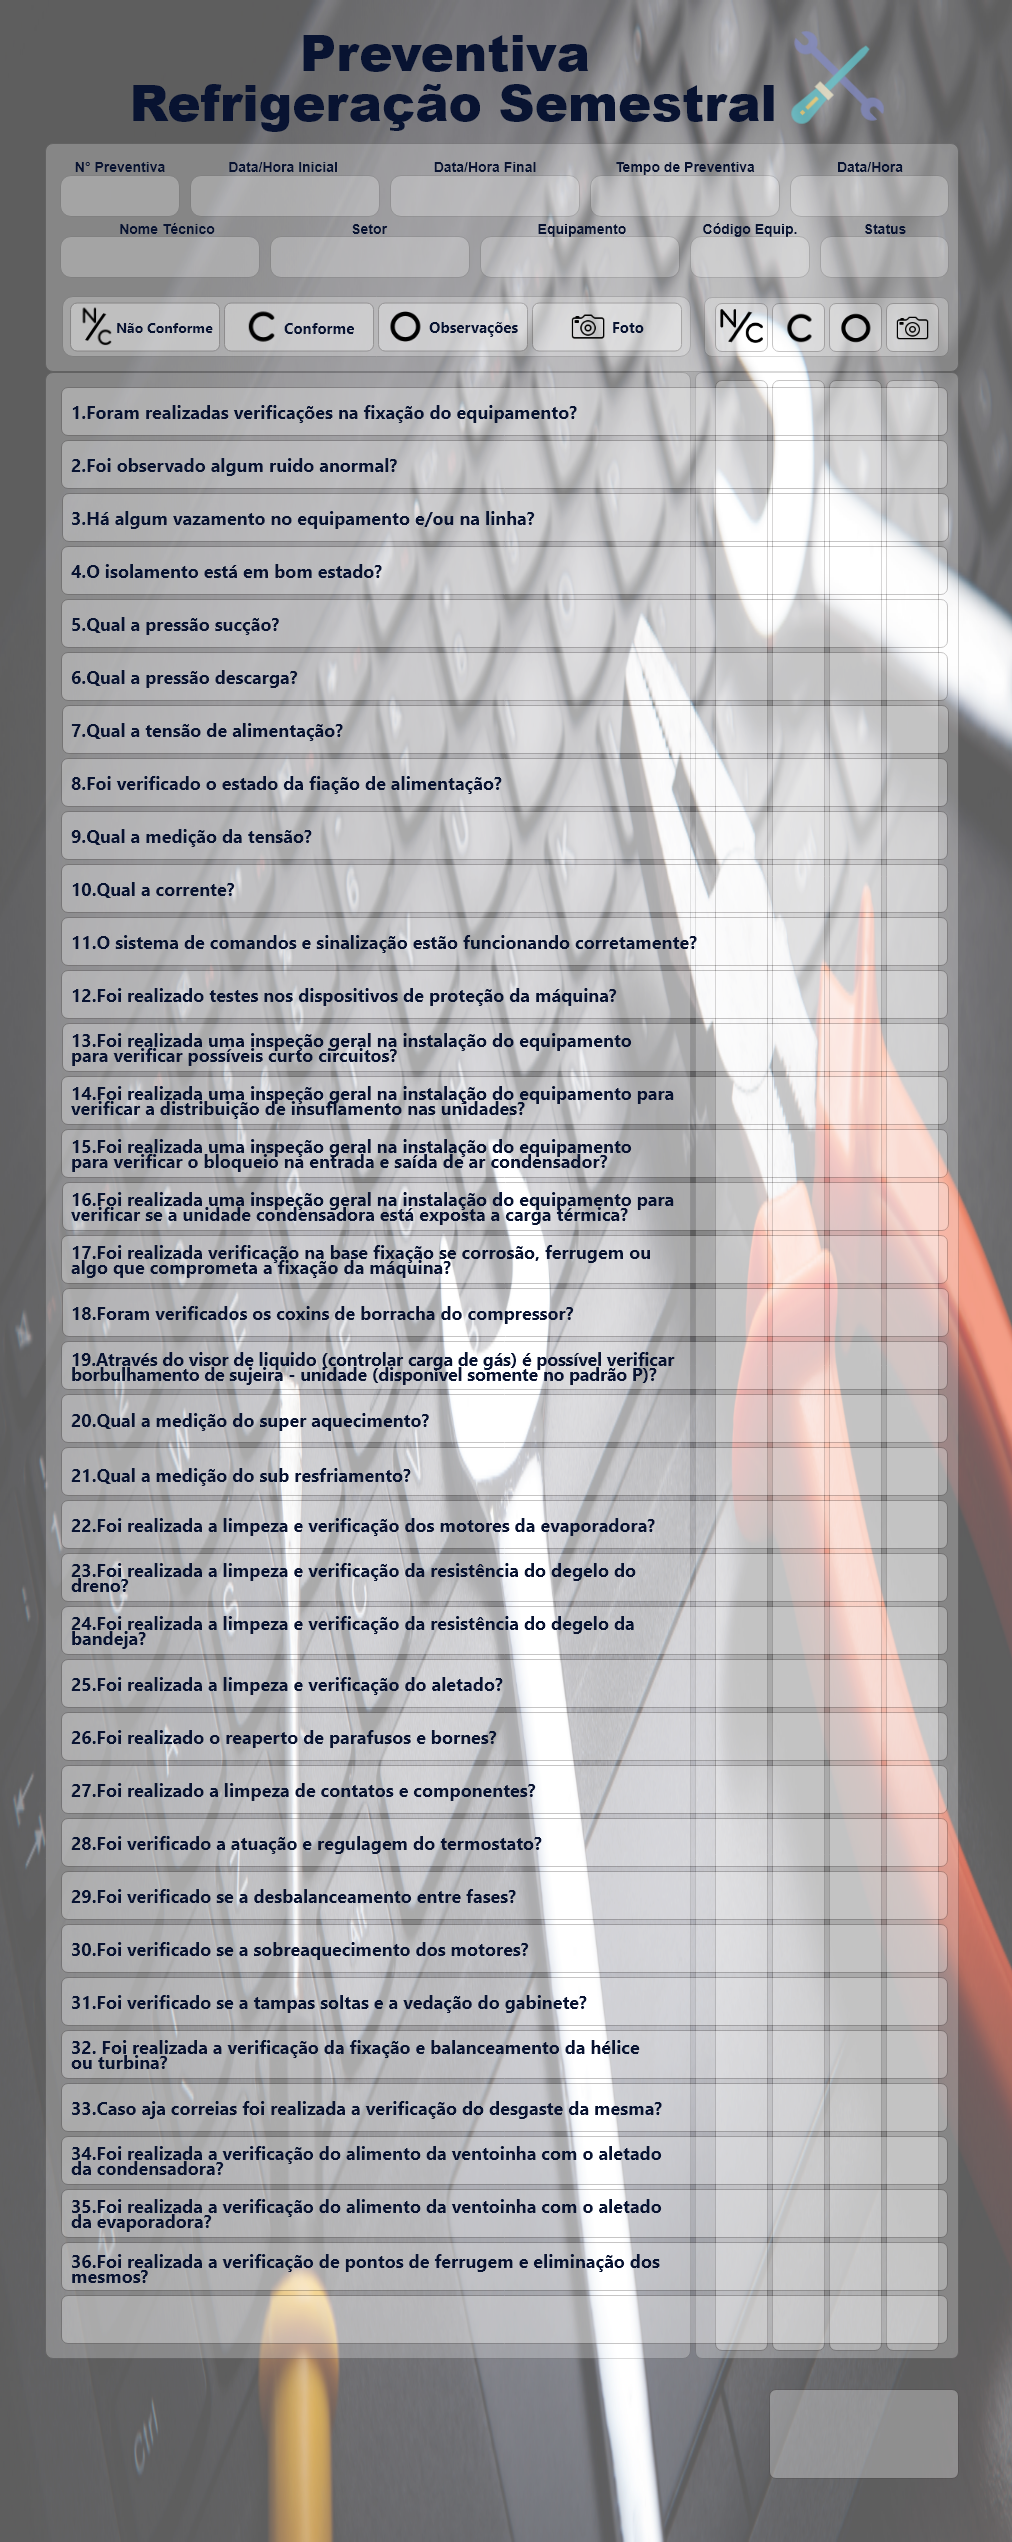 Preventiva
Refrigeração Semestral
N° Preventiva Data/Hora Inicial Data/Hora Final Tempo de Preventiva Data/Hora
Nome Técnico Setor Equipamento Código Equip. Status
N/C Não Conforme C Conforme O Observações Foto N/C C O
1.Foram realizadas verificações na fixação do equipamento?
2.Foi observado algum ruido anormal?
3.Há algum vazamento no equipamento e/ou na linha?
4.O isolamento está em bom estado?
5.Qual a pressão sucção?
6.Qual a pressão descarga?
7.Qual a tensão de alimentação?
8.Foi verificado o estado da fiação de alimentação?
9.Qual a medição da tensão?
10.Qual a corrente?
11.O sistema de comandos e sinalização estão funcionando corretamente?
12.Foi realizado testes nos dispositivos de proteção da máquina?
13.Foi realizada uma inspeção geral na instalação do equipamento
para verificar possíveis curto circuitos?
14.Foi realizada uma inspeção geral na instalação do equipamento para
verificar a distribuição de insuflamento nas unidades?
15.Foi realizada uma inspeção geral na instalação do equipamento
para verificar o bloqueio na entrada e saída de ar condensador?
16.Foi realizada uma inspeção geral na instalação do equipamento para
verificar se a unidade condensadora está exposta a carga térmica?
17.Foi realizada verificação na base fixação se corrosão, ferrugem ou
algo que comprometa a fixação da máquina?
18.Foram verificados os coxins de borracha do compressor?
19.Através do visor de liquido (controlar carga de gás) é possível verificar
borbulhamento de sujeira - unidade (disponível somente no padrão P)?
20.Qual a medição do super aquecimento?
21.Qual a medição do sub resfriamento?
22.Foi realizada a limpeza e verificação dos motores da evaporadora?
23.Foi realizada a limpeza e verificação da resistência do degelo do
dreno?
24.Foi realizada a limpeza e verificação da resistência do degelo da
bandeja?
25.Foi realizada a limpeza e verificação do aletado?
26.Foi realizado o reaperto de parafusos e bornes?
27.Foi realizado a limpeza de contatos e componentes?
28.Foi verificado a atuação e regulagem do termostato?
29.Foi verificado se a desbalanceamento entre fases?
30.Foi verificado se a sobreaquecimento dos motores?
31.Foi verificado se a tampas soltas e a vedação do gabinete?
32. Foi realizada a verificação da fixação e balanceamento da hélice
ou turbina?
33.Caso aja correias foi realizada a verificação do desgaste da mesma?
34.Foi realizada a verificação do alimento da ventoinha com o aletado
da condensadora?
35.Foi realizada a verificação do alimento da ventoinha com o aletado
da evaporadora?
36.Foi realizada a verificação de pontos de ferrugem e eliminação dos
mesmos?
Ctrl